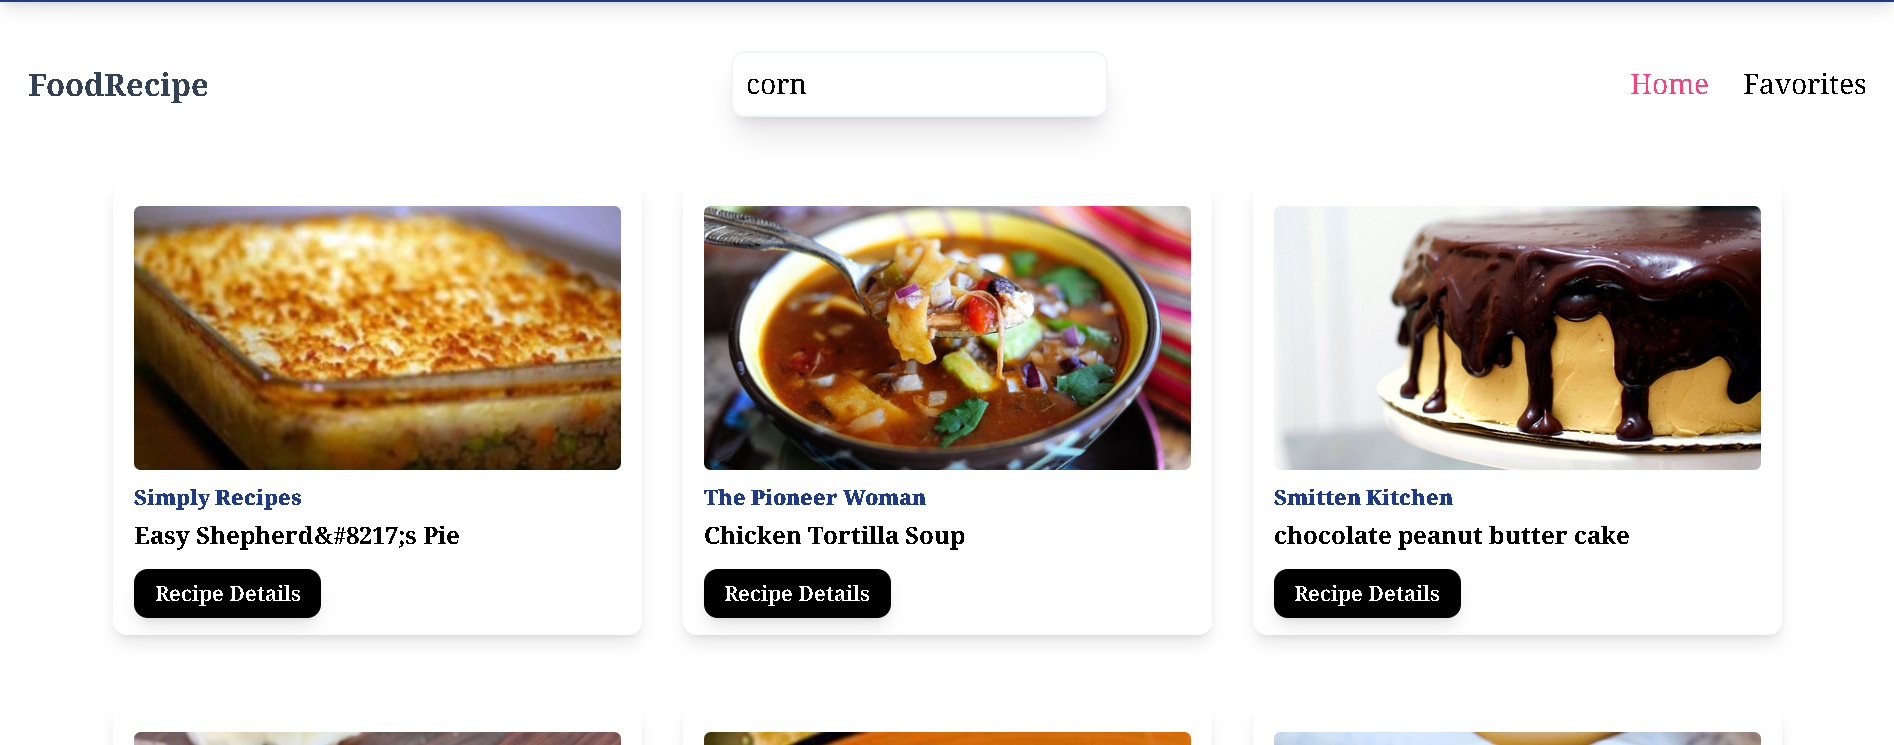 FoodRecipe
corn
Home
Favorites
Simply Recipes
Easy Shepherd&#8217;s Pie
Recipe Details
The Pioneer Woman
Chicken Tortilla Soup
Recipe Details
Smitten Kitchen
chocolate peanut butter cake
Recipe Details